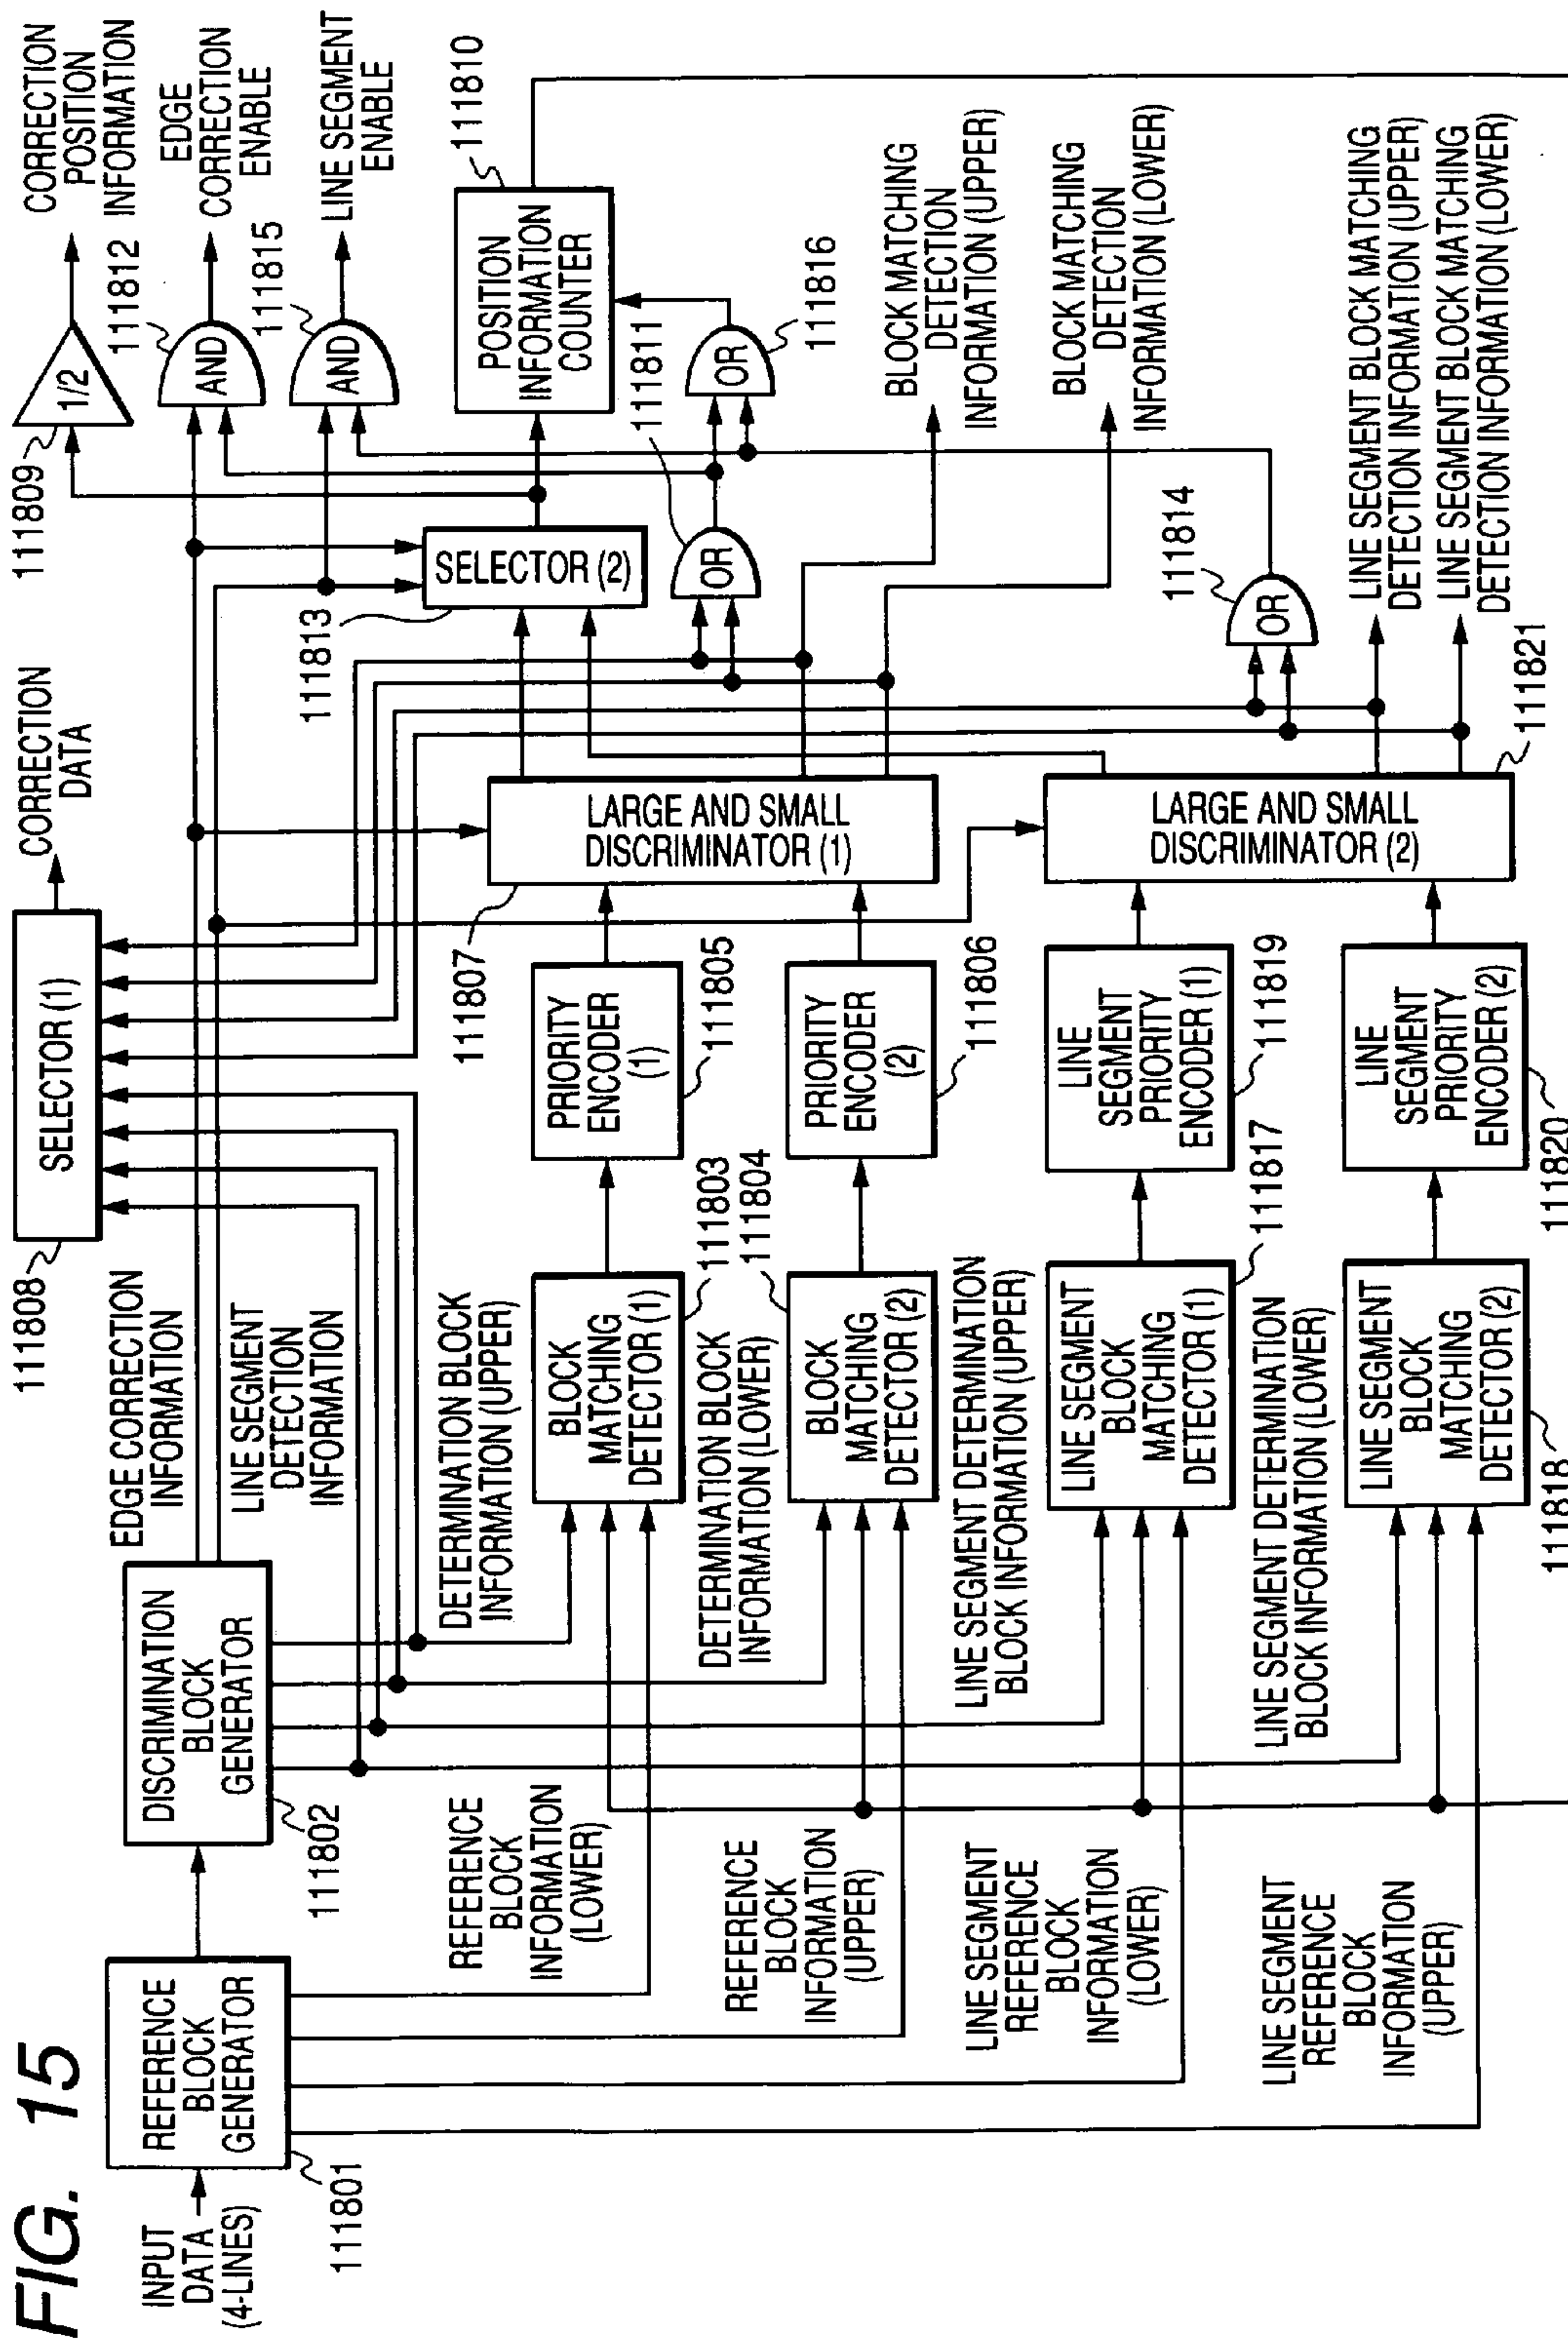 FIG. 15
INPUT
DATA
(4-LINES)
111801
REFERENCE
BLOCK
GENERATOR
DISCRIMINATION
BLOCK
GENERATOR
111802
EDGE CORRECTION
INFORMATION
LINE SEGMENT
DETECTION
INFORMATION
111808
SELECTOR (1)
CORRECTION
DATA
111809
1/2
CORRECTION
POSITION
INFORMATION
111812
AND
EDGE
CORRECTION
ENABLE
111815
AND
LINE SEGMENT
ENABLE
REFERENCE
BLOCK
INFORMATION
(LOWER)
DETERMINATION BLOCK
INFORMATION (UPPER)
BLOCK
MATCHING
DETECTOR (1)
111803
PRIORITY
ENCODER
(1)
111805
111807
LARGE AND SMALL
DISCRIMINATOR (1)
111813
SELECTOR (2)
111811
OR
POSITION
INFORMATION
COUNTER
111810
OR
111816
REFERENCE
BLOCK
INFORMATION
(UPPER)
DETERMINATION BLOCK
INFORMATION (LOWER)
111804
BLOCK
MATCHING
DETECTOR (2)
PRIORITY
ENCODER
(2)
111806
BLOCK MATCHING
DETECTION
INFORMATION (UPPER)
BLOCK MATCHING
DETECTION
INFORMATION (LOWER)
LINE SEGMENT
REFERENCE
BLOCK
INFORMATION
(LOWER)
LINE SEGMENT DETERMINATION
BLOCK INFORMATION (UPPER)
LINE SEGMENT
BLOCK
MATCHING
DETECTOR (1)
111817
LINE
SEGMENT
PRIORITY
ENCODER (1)
111819
LARGE AND SMALL
DISCRIMINATOR (2)
111821
111814
OR
LINE SEGMENT
REFERENCE
BLOCK
INFORMATION
(UPPER)
LINE SEGMENT DETERMINATION
BLOCK INFORMATION (LOWER)
LINE SEGMENT
BLOCK
MATCHING
DETECTOR (2)
111818
LINE
SEGMENT
PRIORITY
ENCODER (2)
111820
LINE SEGMENT BLOCK MATCHING
DETECTION INFORMATION (UPPER)
LINE SEGMENT BLOCK MATCHING
DETECTION INFORMATION (LOWER)